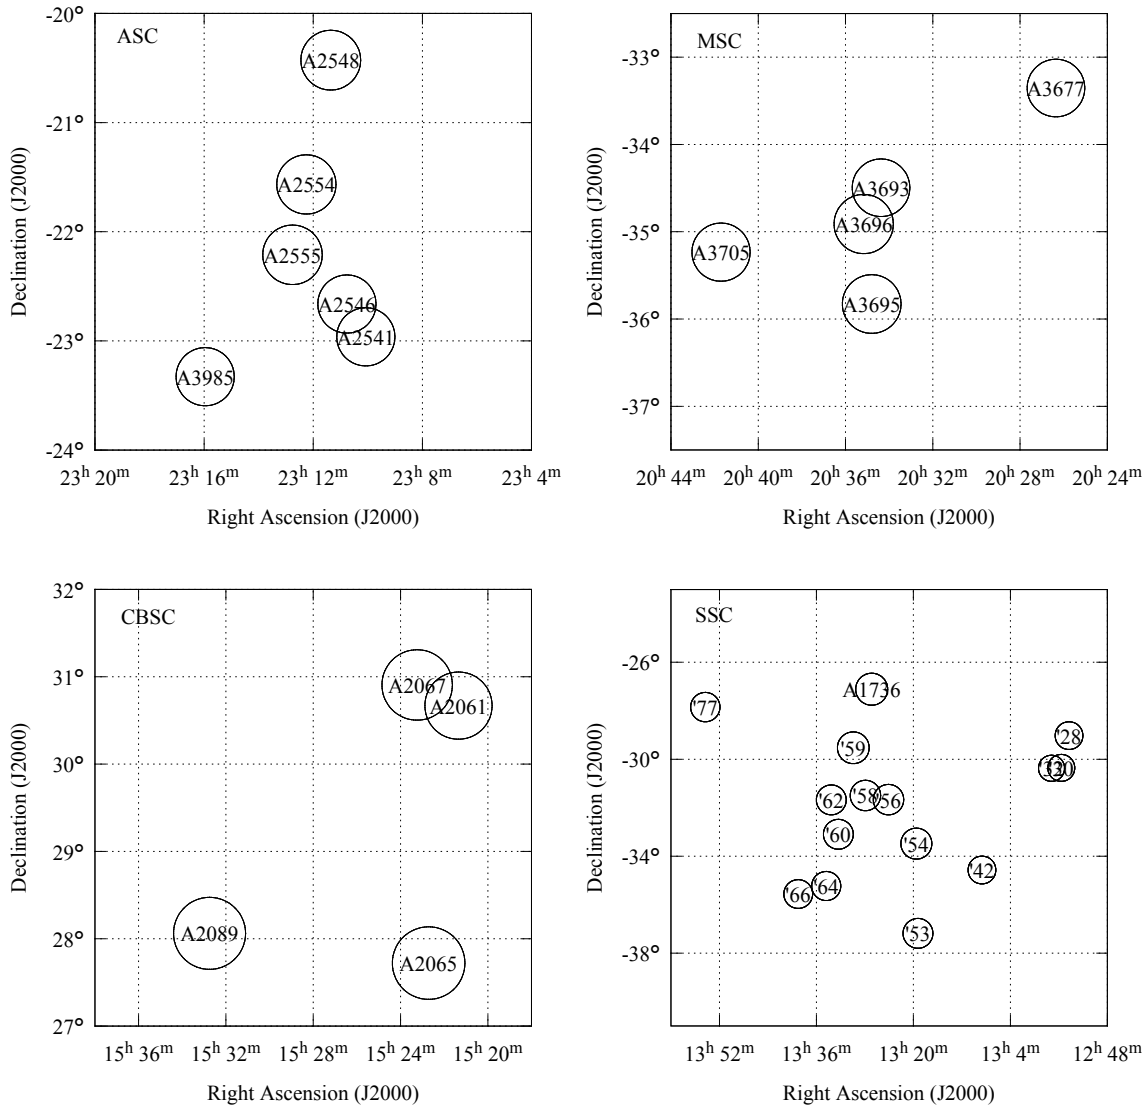 ASC
-20°
-21°
-22°
-23°
-24°
Declination (J2000)
A2548
A2554
A2555
A2546
A2541
A3985
23ʰ 20ᵐ 23ʰ 16ᵐ 23ʰ 12ᵐ 23ʰ 8ᵐ 23ʰ 4ᵐ
Right Ascension (J2000)
MSC
-33°
-34°
-35°
-36°
-37°
Declination (J2000)
A3677
A3693
A3696
A3705
A3695
20ʰ 44ᵐ 20ʰ 40ᵐ 20ʰ 36ᵐ 20ʰ 32ᵐ 20ʰ 28ᵐ 20ʰ 24ᵐ
Right Ascension (J2000)
CBSC
32°
31°
30°
29°
28°
27°
Declination (J2000)
A2067
A2061
A2089
A2065
15ʰ 36ᵐ 15ʰ 32ᵐ 15ʰ 28ᵐ 15ʰ 24ᵐ 15ʰ 20ᵐ
Right Ascension (J2000)
SSC
-26°
-30°
-34°
-38°
Declination (J2000)
A1736
'77
'28
'59
'30
'58
'62
'56
'60
'54
'42
'64
'66
'53
13ʰ 52ᵐ 13ʰ 36ᵐ 13ʰ 20ᵐ 13ʰ 4ᵐ 12ʰ 48ᵐ
Right Ascension (J2000)